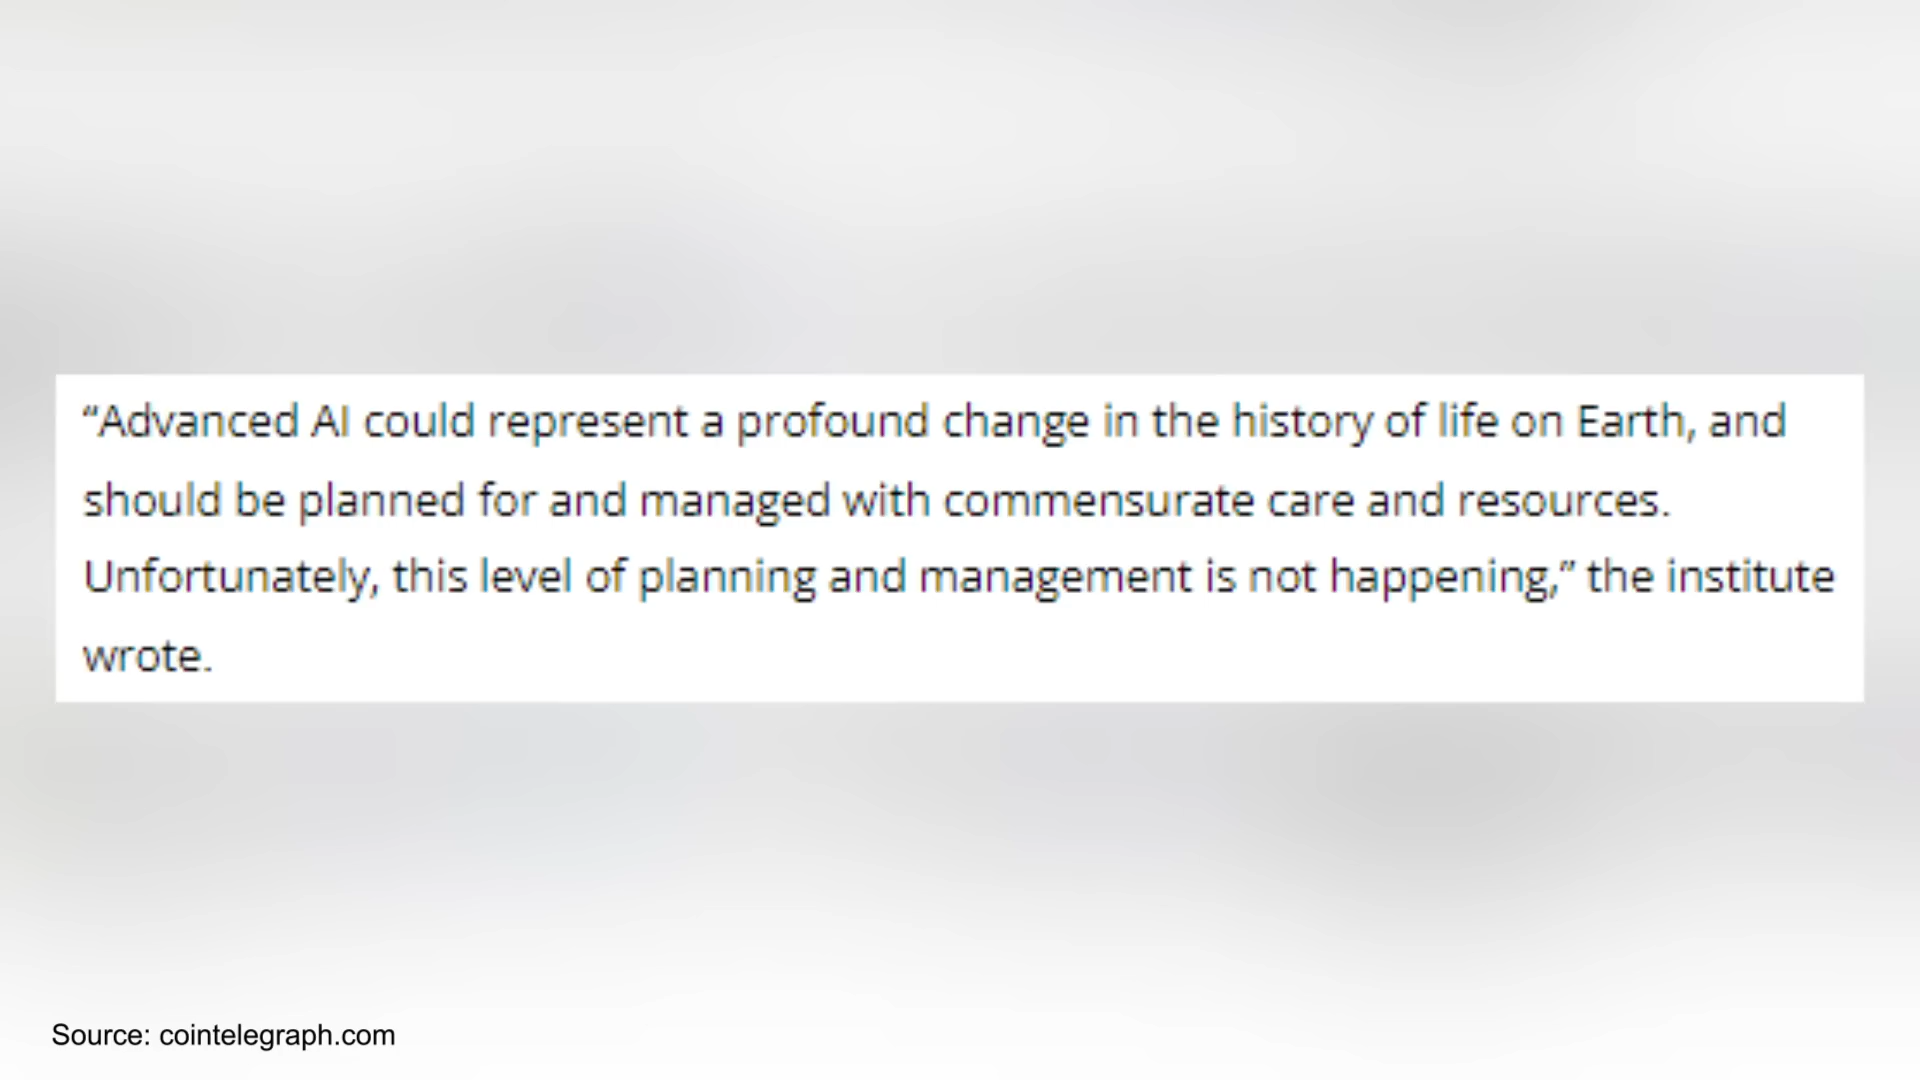 “Advanced AI could represent a profound change in the history of life on Earth, and
should be planned for and managed with commensurate care and resources.
Unfortunately, this level of planning and management is not happening,” the institute
wrote.
Source: cointelegraph.com